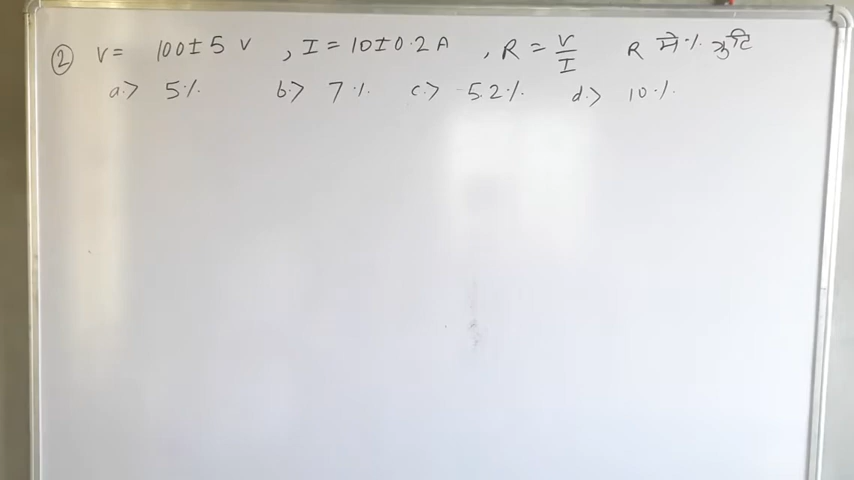 ② V = 100 ± 5 V , I = 10 ± 0.2 A , R = V/I R में % त्रुटि
a.> 5% b.> 7% c.> 5.2% d.> 10%